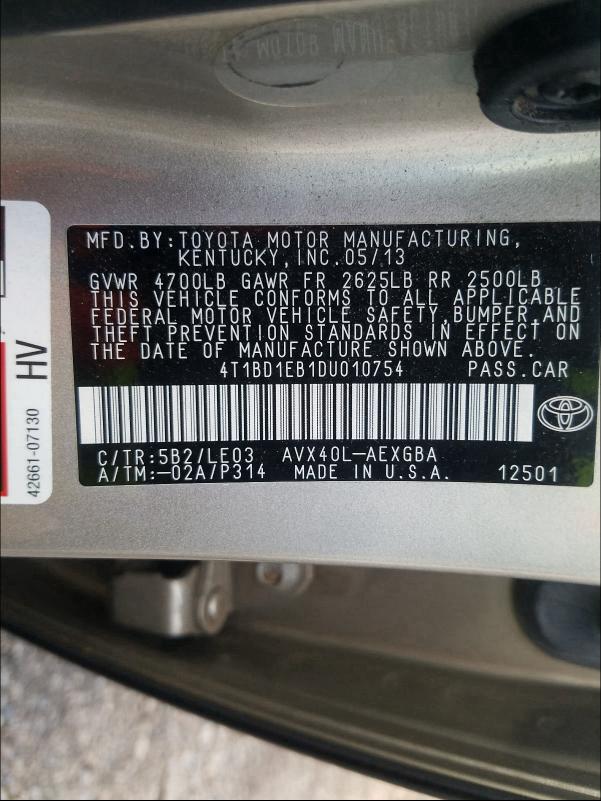 MFD.BY:TOYOTA MOTOR MANUFACTURING,
KENTUCKY,INC.05/13
GVWR 4700LB GAWR FR 2625LB RR 2500LB
THIS VEHICLE CONFORMS TO ALL APPLICABLE
FEDERAL MOTOR VEHICLE SAFETY,BUMPER,AND
THEFT PREVENTION STANDARDS IN EFFECT ON
THE DATE OF MANUFACTURE SHOWN ABOVE.
4T1BD1EB1DU010754 PASS.CAR
C/TR:5B2/LE03 AVX40L-AEXGBA
A/TM:-02A/P314 MADE IN U.S.A. 12501
HV
42661-07130